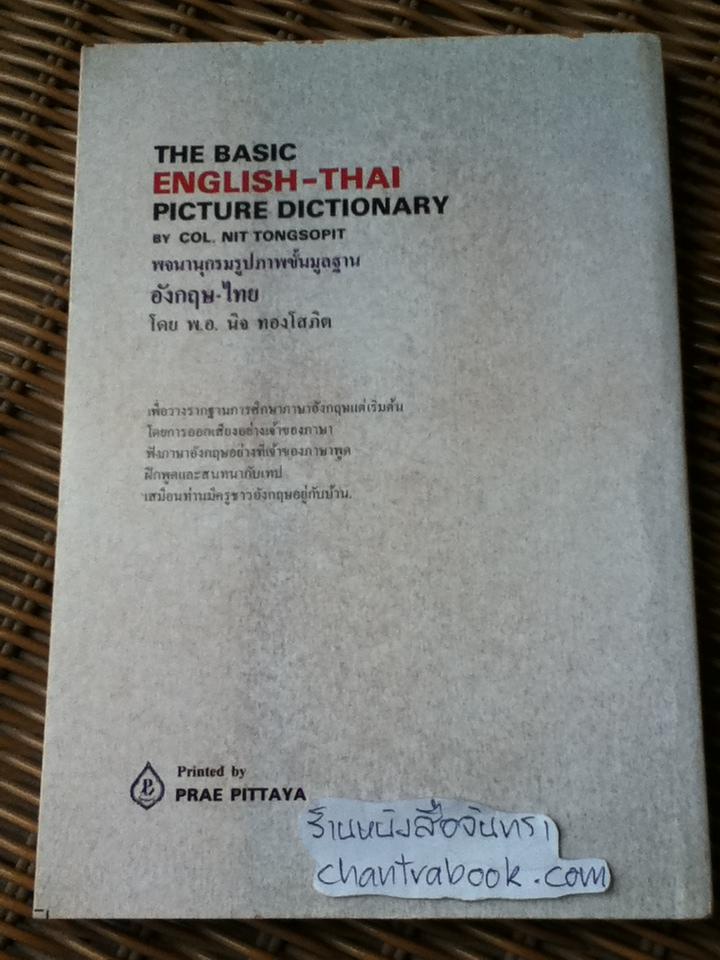 THE BASIC
ENGLISH-THAI
PICTURE DICTIONARY
BY COL. NIT TONGSOPIT
พจนานุกรมรูปภาพขั้นมูลฐาน
อังกฤษ-ไทย
โดย พ.อ. นิจ ทองโสภิต
เพื่อวางรากฐานการศึกษาภาษาอังกฤษแต่เริ่มต้น
โดยการออกเสียงอย่างเจ้าของภาษา
ฟังภาษาอังกฤษอย่างที่เจ้าของภาษาพูด
ฝึกพูดและสนทนากับเทป
เสมือนท่านมีครูชาวอังกฤษอยู่กับบ้าน.
Printed by
PRAE PITTAYA
ร้านหนังสือจันทรา
chantrabook.com